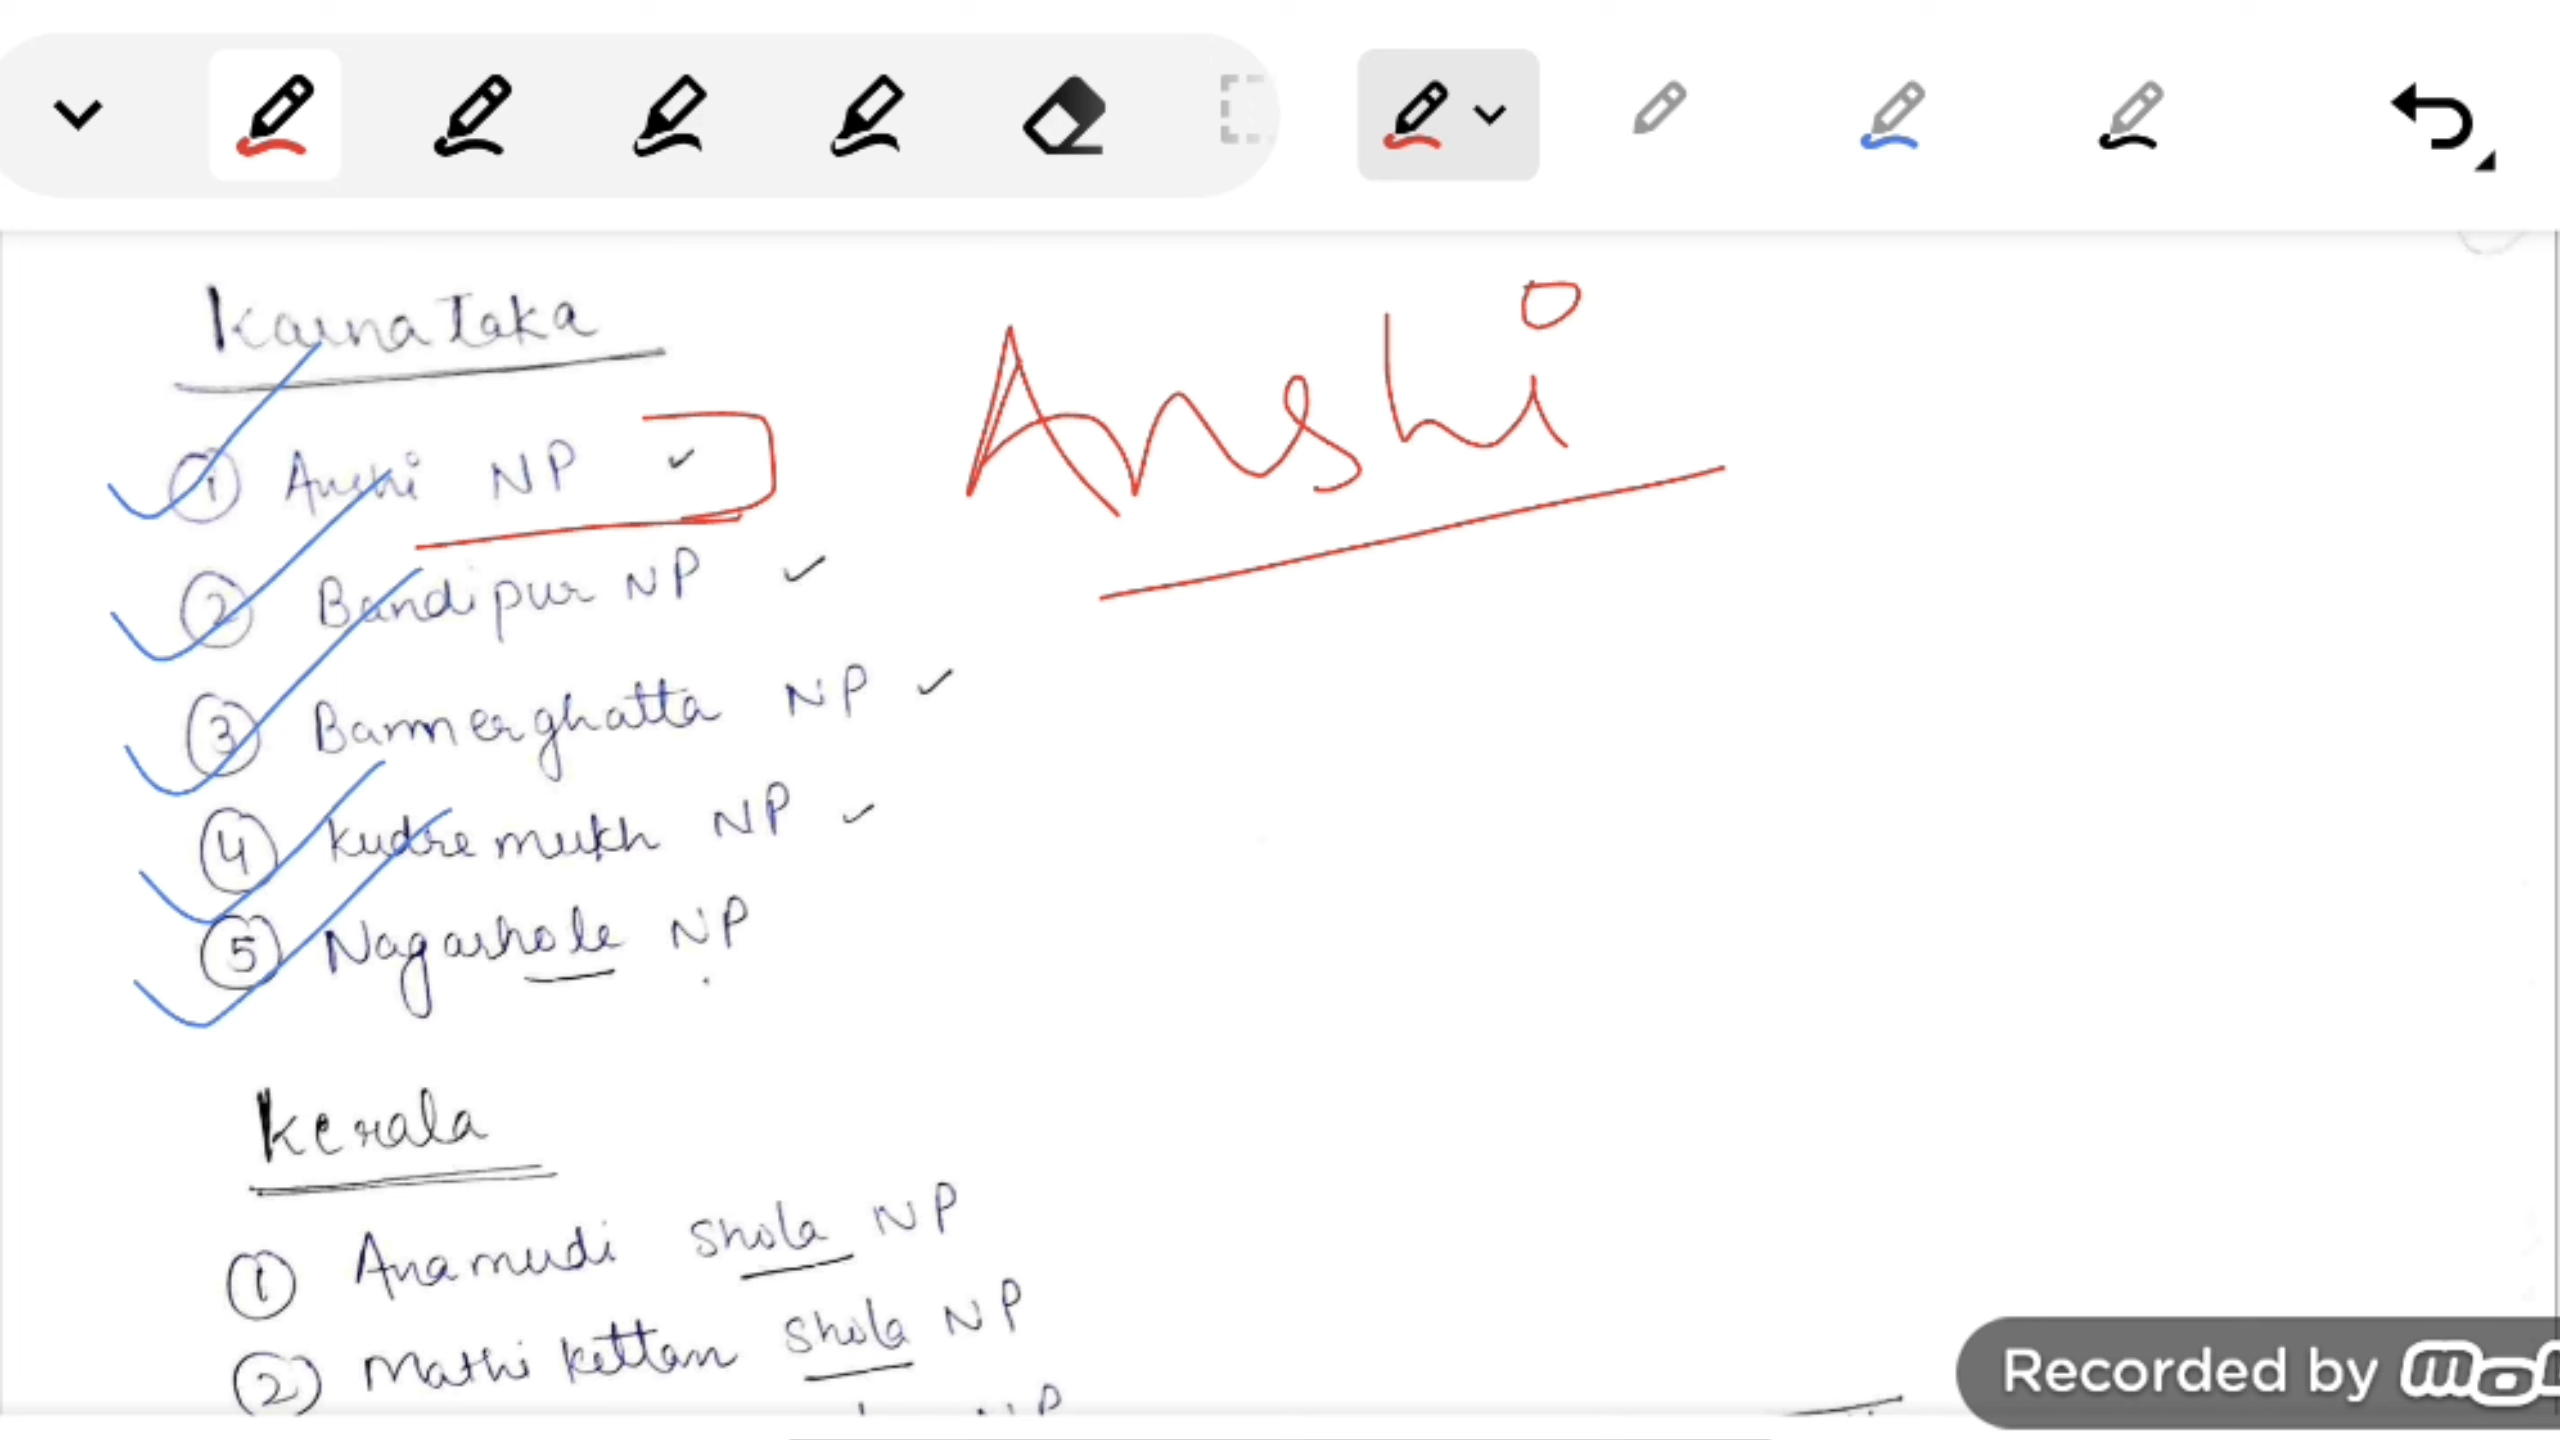 Karnataka
① Anshi NP ✓
Anshi
② Bandipur NP ✓
③ Bannerghatta NP ✓
④ Kudremukh NP ✓
⑤ Nagarhole NP
Kerala
① Anamudi Shola NP
② Mathikettan Shola NP
NP
Recorded by